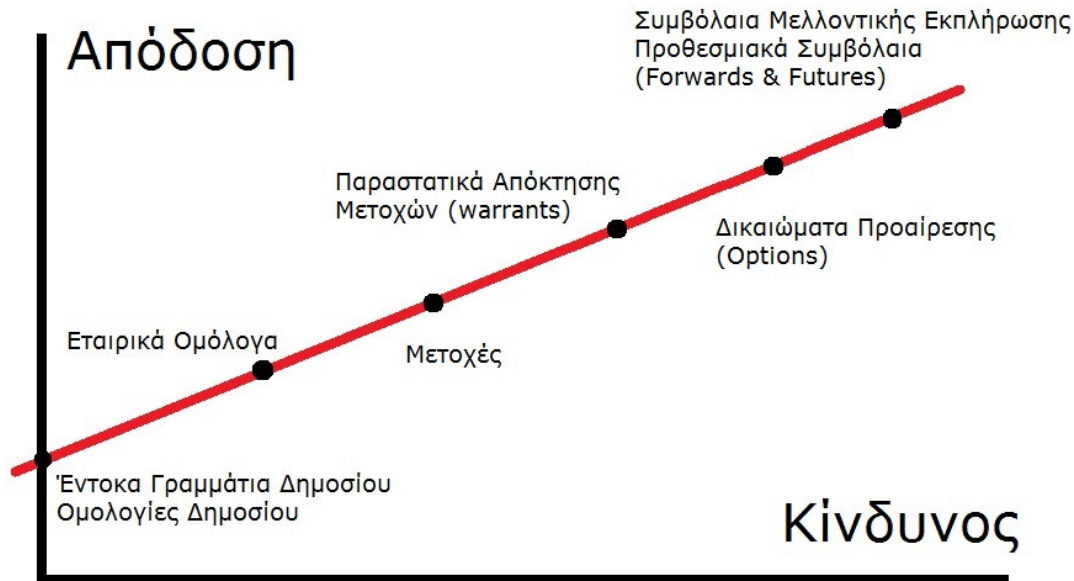 Απόδοση
Συμβόλαια Μελλοντικής Εκπλήρωσης
Προθεσμιακά Συμβόλαια
(Forwards & Futures)
Παραστατικά Απόκτησης
Μετοχών (warrants)
Δικαιώματα Προαίρεσης
(Options)
Εταιρικά Ομόλογα
Μετοχές
Έντοκα Γραμμάτια Δημοσίου
Ομολογίες Δημοσίου
Κίνδυνος